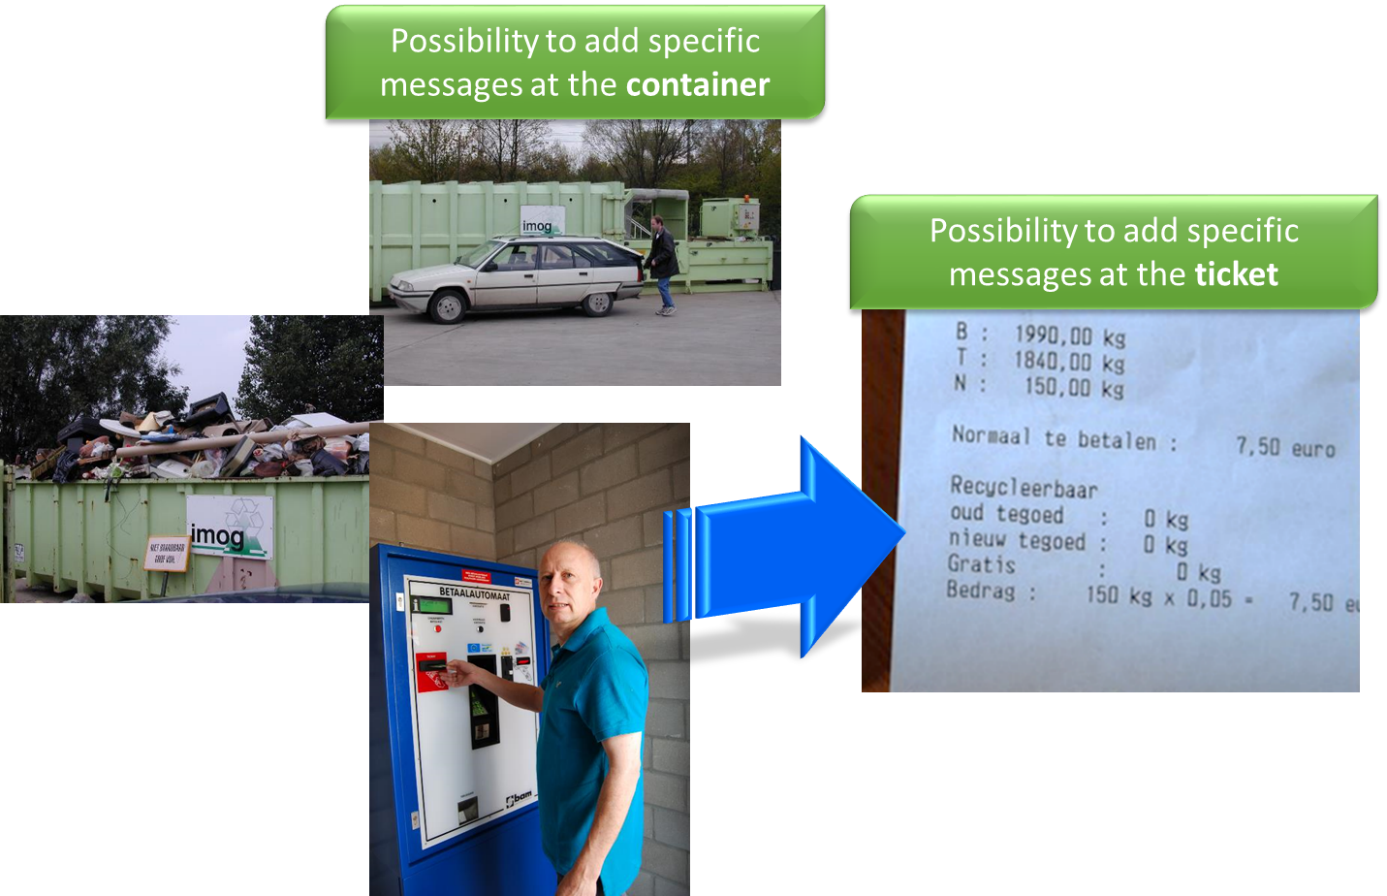 Possibility to add specific
messages at the container
imog
Possibility to add specific
messages at the ticket
B : 1990,00 kg
T : 1840,00 kg
N : 150,00 kg
Normaal te betalen : 7,50 euro
Recycleerbaar
oud tegoed : 0 kg
nieuw tegoed : 0 kg
Gratis : 0 kg
Bedrag : 150 kg x 0,05 = 7,50 eu
imog
BETAALAUTOMAAT
bam